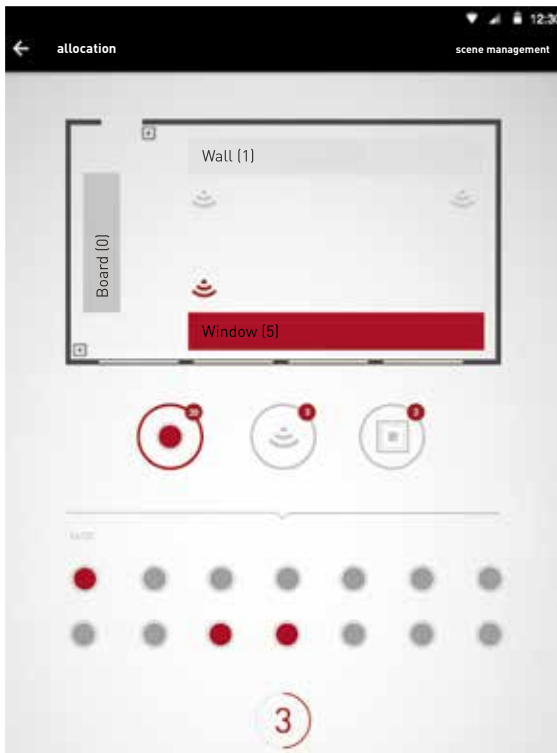 12:30
allocation
scene management
Wall (1)
Board (0)
Window (5)
3